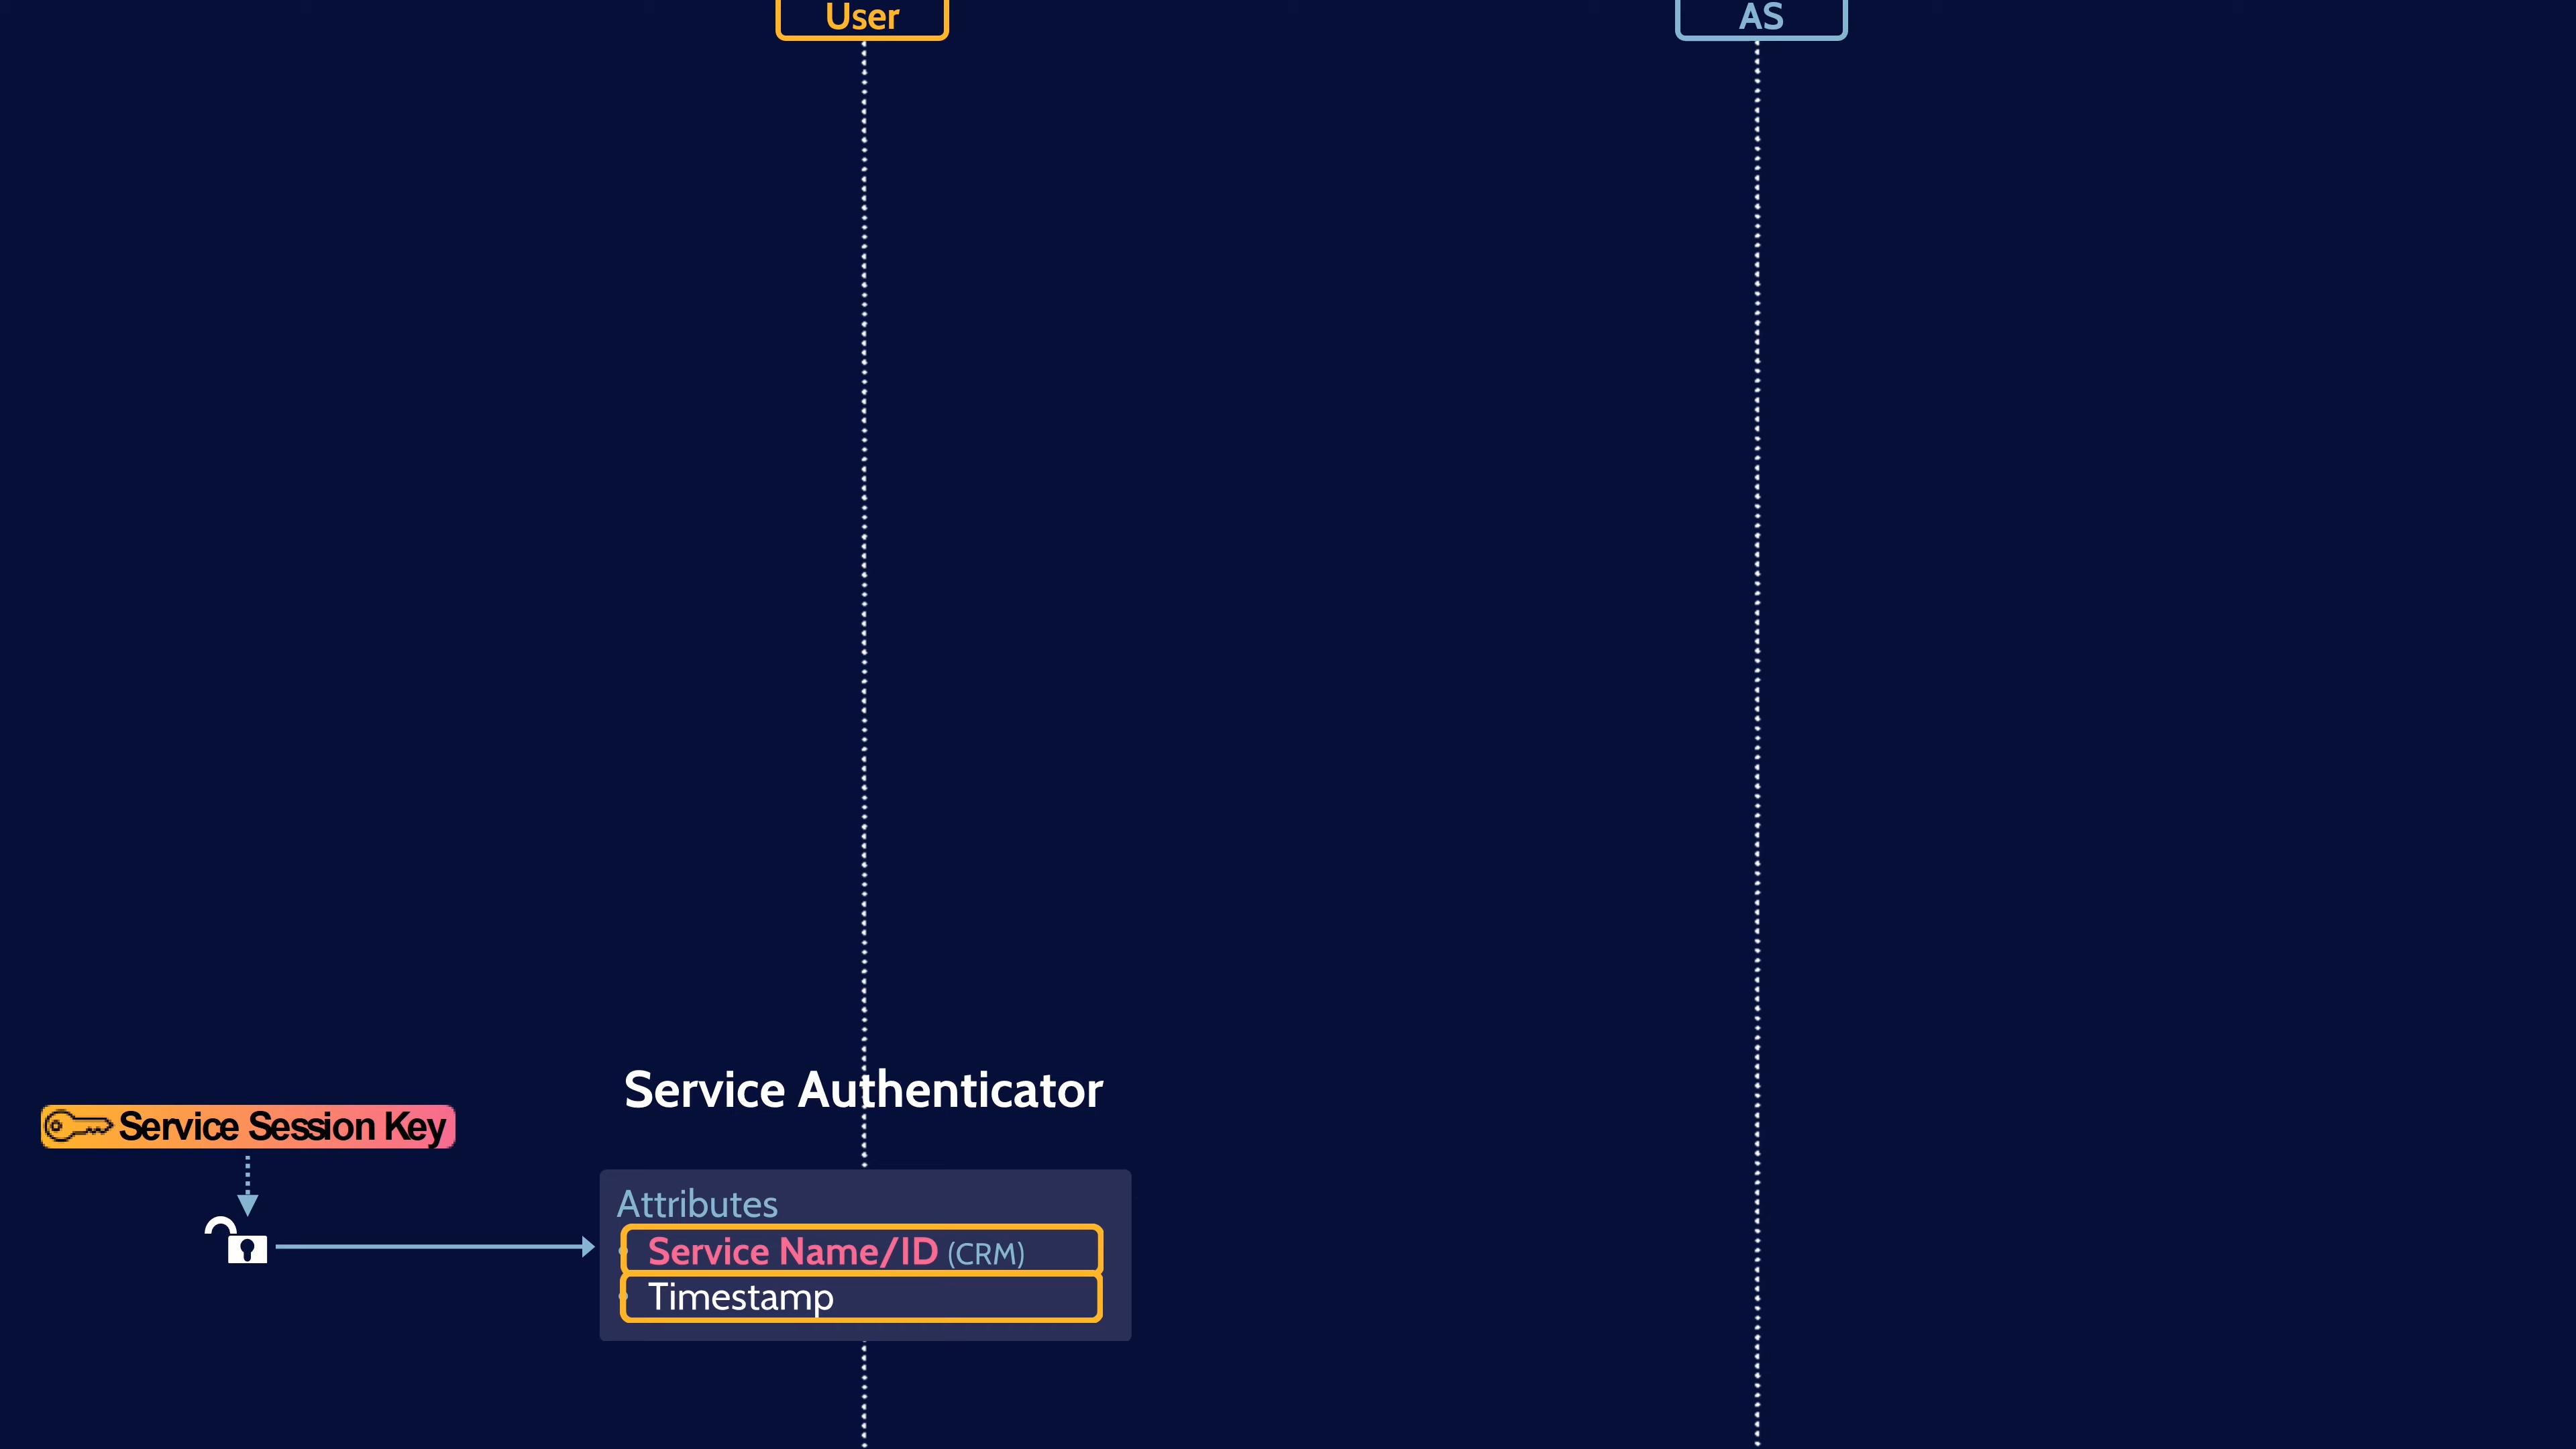 User
AS
Service Authenticator
Service Session Key
Attributes
Service Name/ID (CRM)
Timestamp